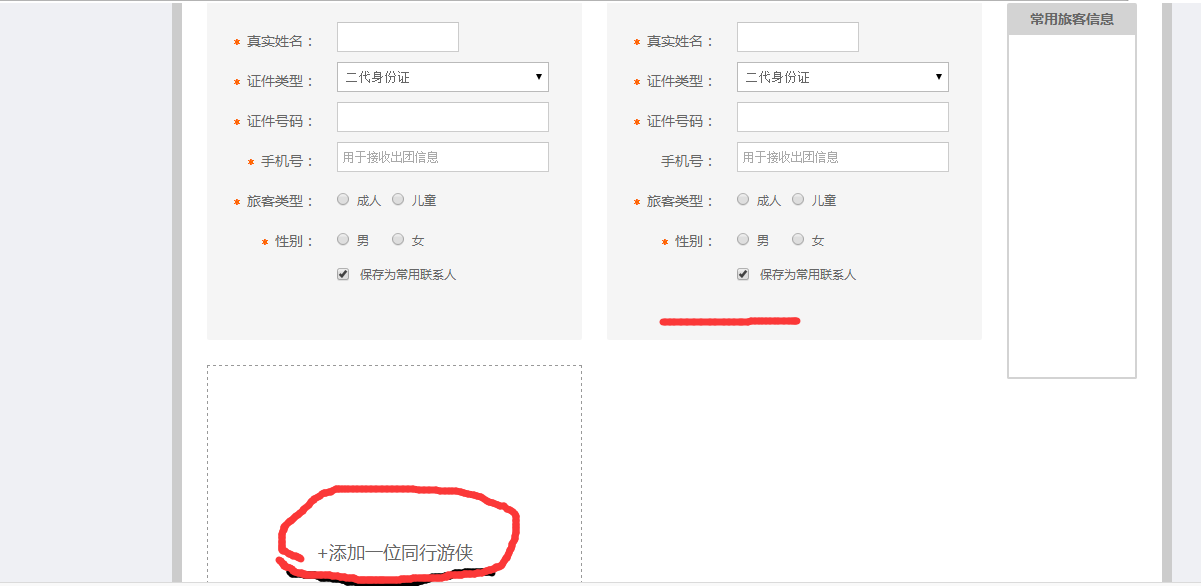 * 真实姓名：
* 证件类型： 二代身份证
* 证件号码：
* 手机号： 用于接收出团信息
* 旅客类型： 成人 儿童
* 性别： 男 女
保存为常用联系人
* 真实姓名：
* 证件类型： 二代身份证
* 证件号码：
手机号： 用于接收出团信息
* 旅客类型： 成人 儿童
* 性别： 男 女
保存为常用联系人
常用旅客信息
+添加一位同行游侠